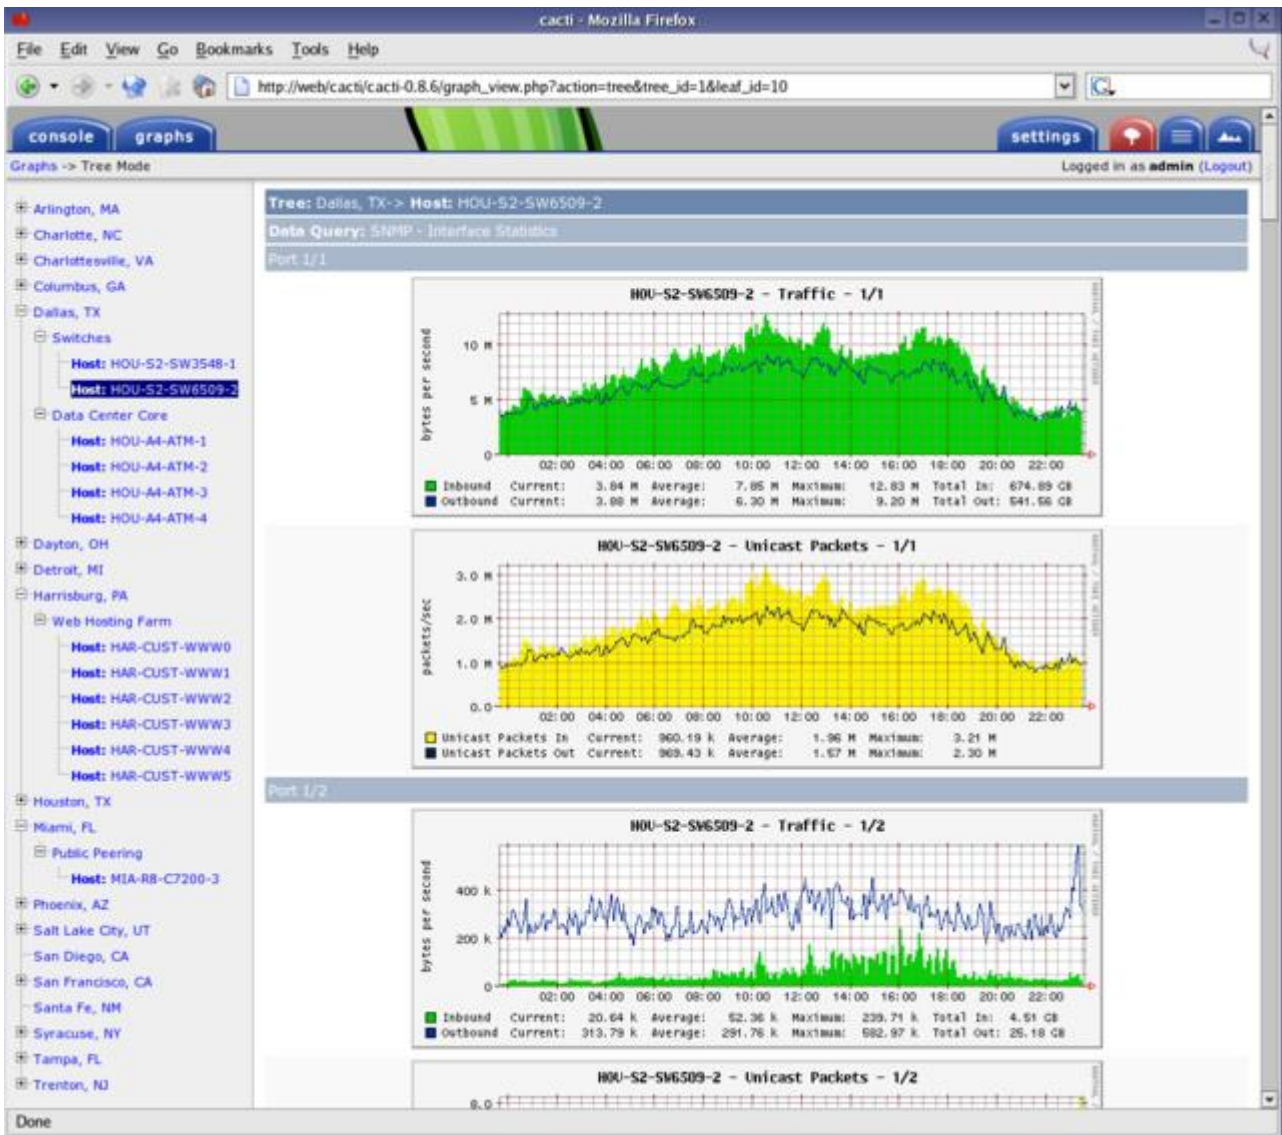 cacti - Mozilla Firefox
File Edit View Go Bookmarks Tools Help
http://web/cacti/cacti-0.8.6/graph_view.php?action=tree&tree_id=1&leaf_id=10
console graphs settings
Graphs -> Tree Mode
Logged in as admin (Logout)
Arlington, MA
Charlotte, NC
Charlottesville, VA
Columbus, GA
Dallas, TX
Switches
Host: HOU-S2-SW3548-1
Host: HOU-S2-SW6509-2
Data Center Core
Host: HOU-A4-ATM-1
Host: HOU-A4-ATM-2
Host: HOU-A4-ATM-3
Host: HOU-A4-ATM-4
Dayton, OH
Detroit, MI
Harrisburg, PA
Web Hosting Farm
Host: HAR-CUST-WWW0
Host: HAR-CUST-WWW1
Host: HAR-CUST-WWW2
Host: HAR-CUST-WWW3
Host: HAR-CUST-WWW4
Host: HAR-CUST-WWW5
Houston, TX
Miami, FL
Public Peering
Host: MIA-R8-C7200-3
Phoenix, AZ
Salt Lake City, UT
San Diego, CA
San Francisco, CA
Santa Fe, NM
Syracuse, NY
Tampa, FL
Trenton, NJ
Tree: Dallas, TX-> Host: HOU-S2-SW6509-2
Data Query: SNMP - Interface Statistics
Port 1/1
HOU-S2-SW6509-2 - Traffic - 1/1
bytes per second
10 M
5 M
0
02:00 04:00 06:00 08:00 10:00 12:00 14:00 16:00 18:00 20:00 22:00
Inbound Current: 3.84 M Average: 7.85 M Maximum: 12.83 M Total In: 674.89 GB
Outbound Current: 3.88 M Average: 6.30 M Maximum: 9.20 M Total Out: 541.56 GB
HOU-S2-SW6509-2 - Unicast Packets - 1/1
packets/sec
3.0 M
2.0 M
1.0 M
0.0
02:00 04:00 06:00 08:00 10:00 12:00 14:00 16:00 18:00 20:00 22:00
Unicast Packets In Current: 960.19 k Average: 1.96 M Maximum: 3.21 M
Unicast Packets Out Current: 969.43 k Average: 1.57 M Maximum: 2.30 M
Port 1/2
HOU-S2-SW6509-2 - Traffic - 1/2
bytes per second
400 k
200 k
0
02:00 04:00 06:00 08:00 10:00 12:00 14:00 16:00 18:00 20:00 22:00
Inbound Current: 20.64 k Average: 52.36 k Maximum: 239.71 k Total In: 4.51 GB
Outbound Current: 313.79 k Average: 291.76 k Maximum: 582.97 k Total Out: 25.18 GB
HOU-S2-SW6509-2 - Unicast Packets - 1/2
8.0
Done